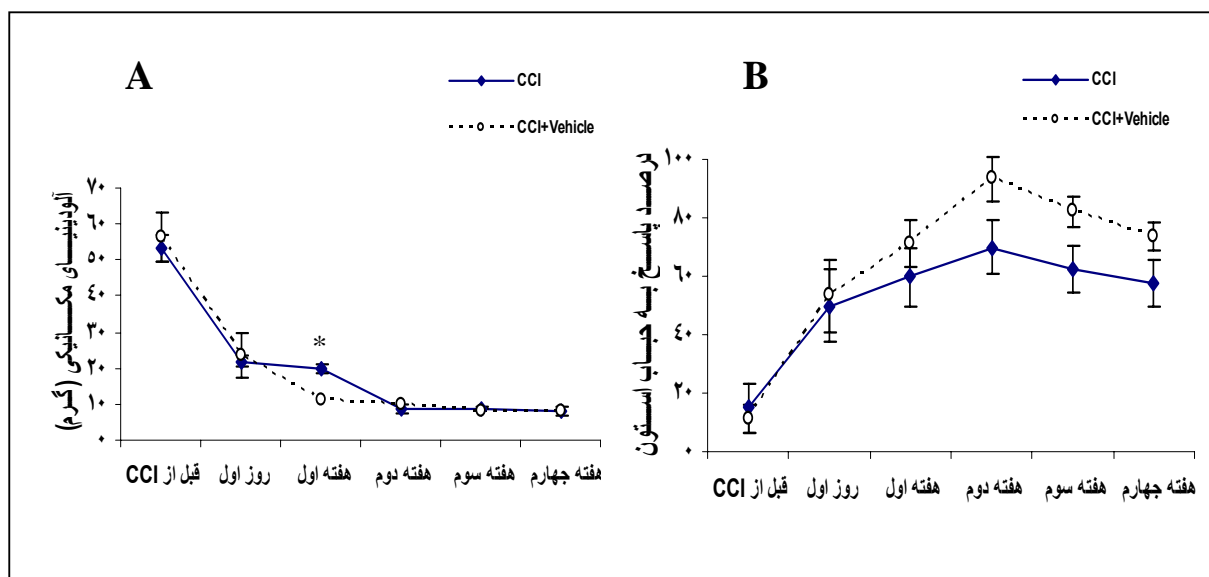 A
CCI
CCI+Vehicle
آلودینیای مکانیکی (گرم)
۷۰
۶۰
۵۰
۴۰
۳۰
۲۰
۱۰
۰
*
قبل از CCI
روز اول
هفته اول
هفته دوم
هفته سوم
هفته جهارم
B
CCI
CCI+Vehicle
درصد پاسخ به حباب استون
۱۰۰
۸۰
۶۰
۴۰
۲۰
۰
قبل از CCI
روز اول
هفته اول
هفته دوم
هفته سوم
هفته جهارم